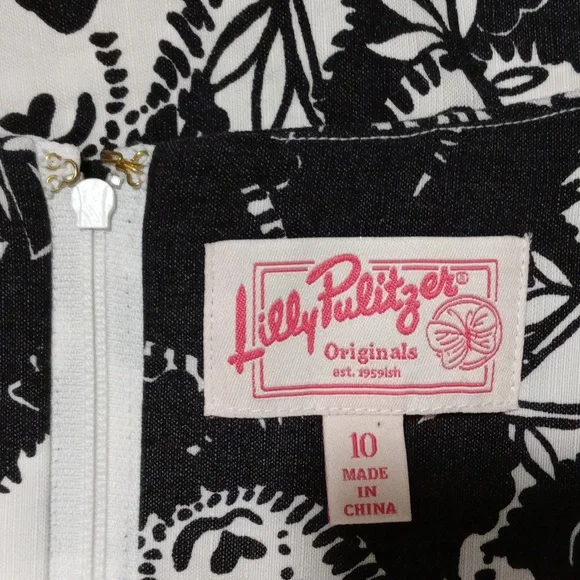 Lilly Pulitzer®
Originals
est. 1959ish
10
MADE
IN
CHINA